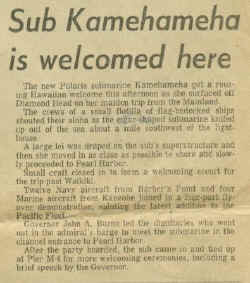 Sub Kamehameha
is welcomed here
The new Polaris submarine Kamehameha got a rous-
ing Hawaiian welcome this afternoon as she surfaced off
Diamond Head on her maiden trip from the Mainland.
The crews of a small flotilla of flag-bedecked ships
shouted their aloha as the cigar-shaped submarine knifed
up out of the sea about a mile southwest of the light-
house.
A large lei was draped on the sub's superstructure and
then she moved in as close as possible to shore and slow-
ly proceeded to Pearl Harbor.
Small craft closed in to form a welcoming escort for
the trip past Waikiki.
Twelve Navy aircraft from Barber's Point and four
Marine aircraft from Kaneohe joined in a four-part fly-
over demonstration, saluting the latest addition to the
Pacific Fleet.
Governor John A. Burns led the dignitaries who went
out in the admiral's barge to meet the submarine in the
channel entrance to Pearl Harbor.
After the party boarded, the sub came in and tied up
at Pier M-4 for more welcoming ceremonies, including a
brief speech by the Governor.